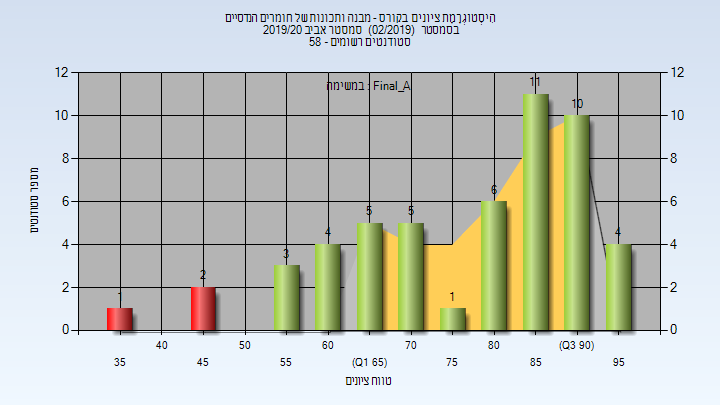 היסטוגרמת ציונים בקורס - מבנה ותכונות של חומרים הנדסיים
בסמסטר (02/2019) סמסטר אביב 2019/20
סטודנטים רשומים - 58
במשימה : Final_A
12 12
10 10
8 8
6 6
4 4
2 2
0 0
1 2 3 4 5 5 1 6 11 10 4
מספר סטודנטים
40 50 60 70 80 (Q3 90)
35 45 55 (Q1 65) 75 85 95
טווח ציונים